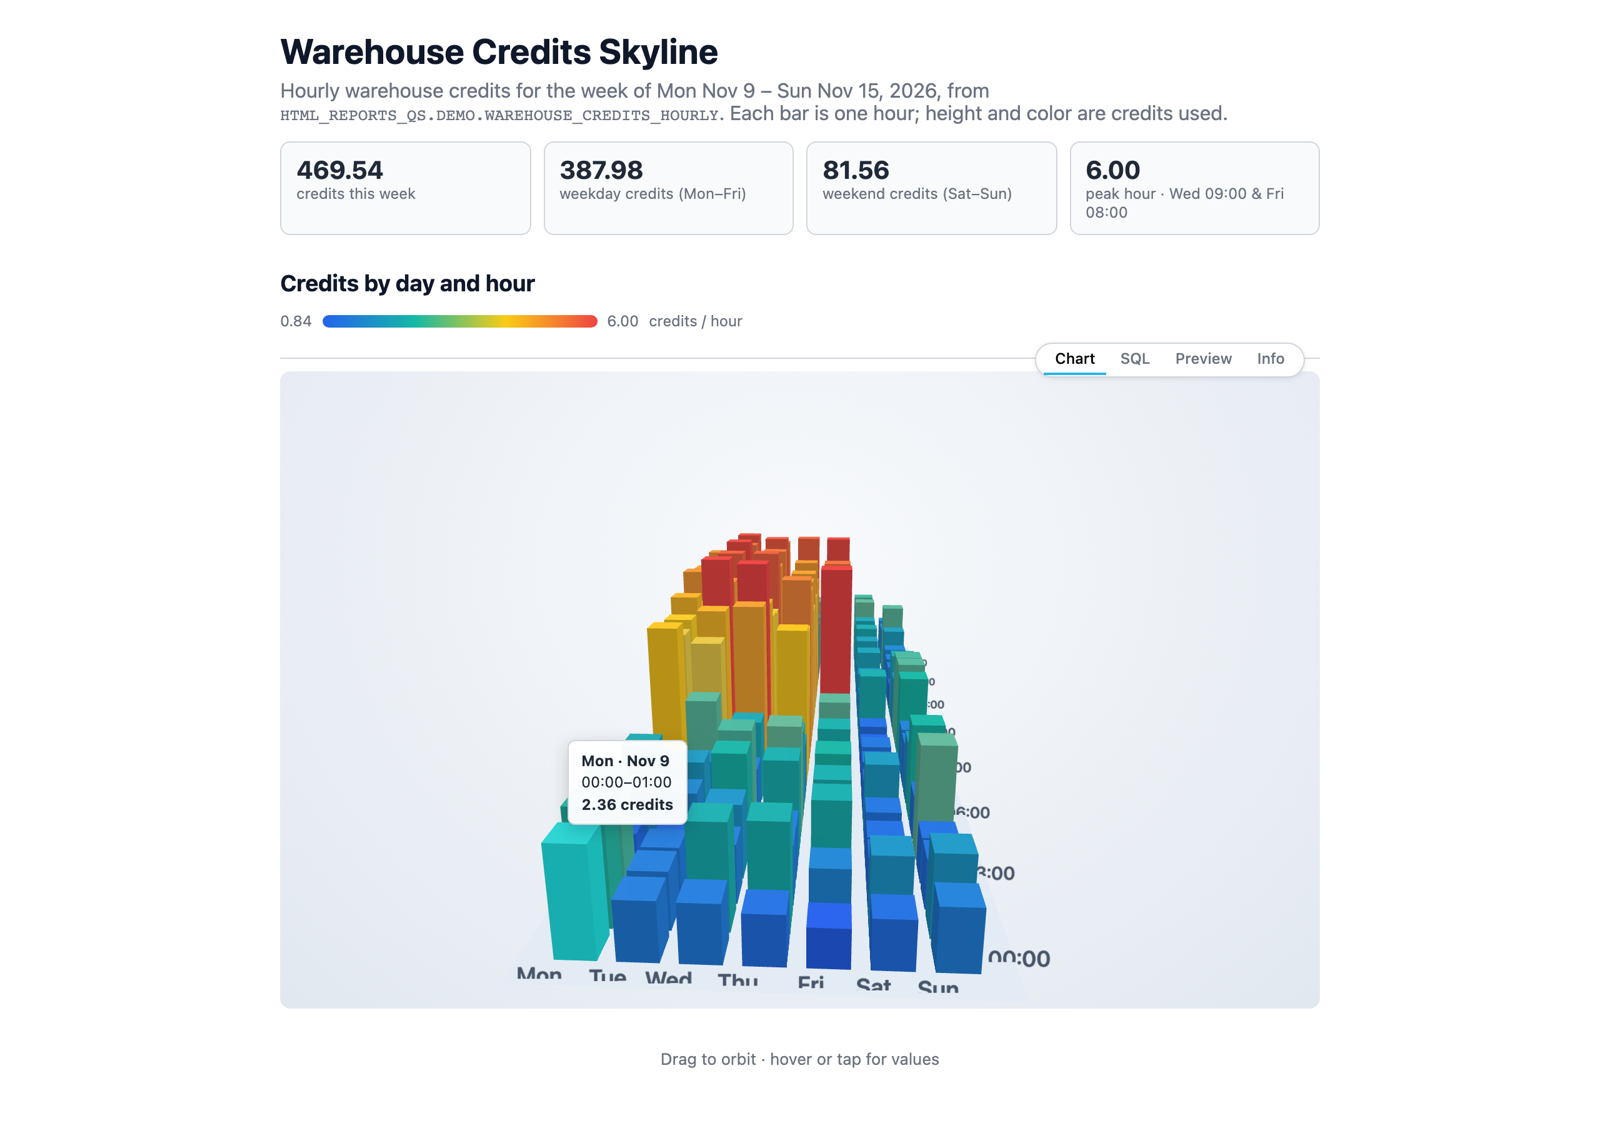 Warehouse Credits Skyline
Hourly warehouse credits for the week of Mon Nov 9 – Sun Nov 15, 2026, from
HTML_REPORTS_QS.DEMO.WAREHOUSE_CREDITS_HOURLY. Each bar is one hour; height and color are credits used.
469.54
credits this week
387.98
weekday credits (Mon–Fri)
81.56
weekend credits (Sat–Sun)
6.00
peak hour · Wed 09:00 & Fri
08:00
Credits by day and hour
0.84
6.00 credits / hour
Chart SQL Preview Info
Mon · Nov 9
00:00–01:00
2.36 credits
00:00
Mon Tue Wed Thu Fri Sat Sun
Drag to orbit · hover or tap for values